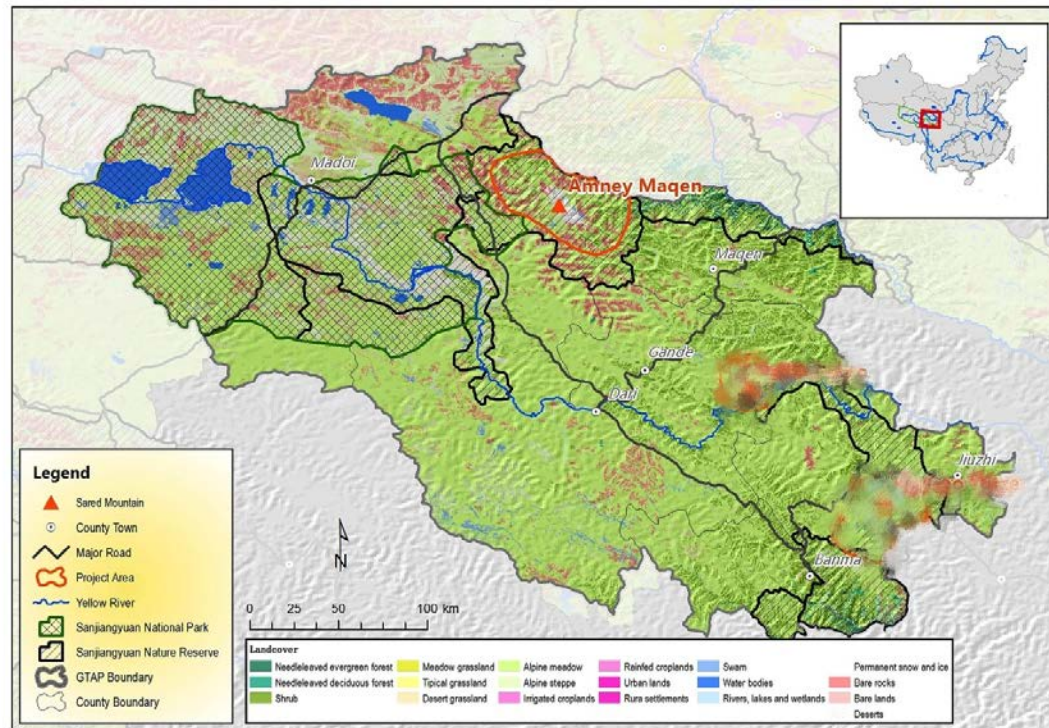 Madoi
Amney Maqen
Maqen
Gande
Dari
Jiuzhi
Banma
N
0 25 50 100 km
Legend
Sared Mountain
County Town
Major Road
Project Area
Yellow River
Sanjiangyuan National Park
Sanjiangyuan Nature Reserve
GTAP Boundary
County Boundary
Landcover
Needleleaved evergreen forest
Needleleaved deciduous forest
Shrub
Meadow grassland
Tipical grassland
Desert grassland
Alpine meadow
Alpine steppe
Irrigated croplands
Reinfed croplands
Urban lands
Rura settlements
Swam
Water bodies
Rivers, lakes and wetlands
Permanent snow and ice
Bare rocks
Bare lands
Deserts